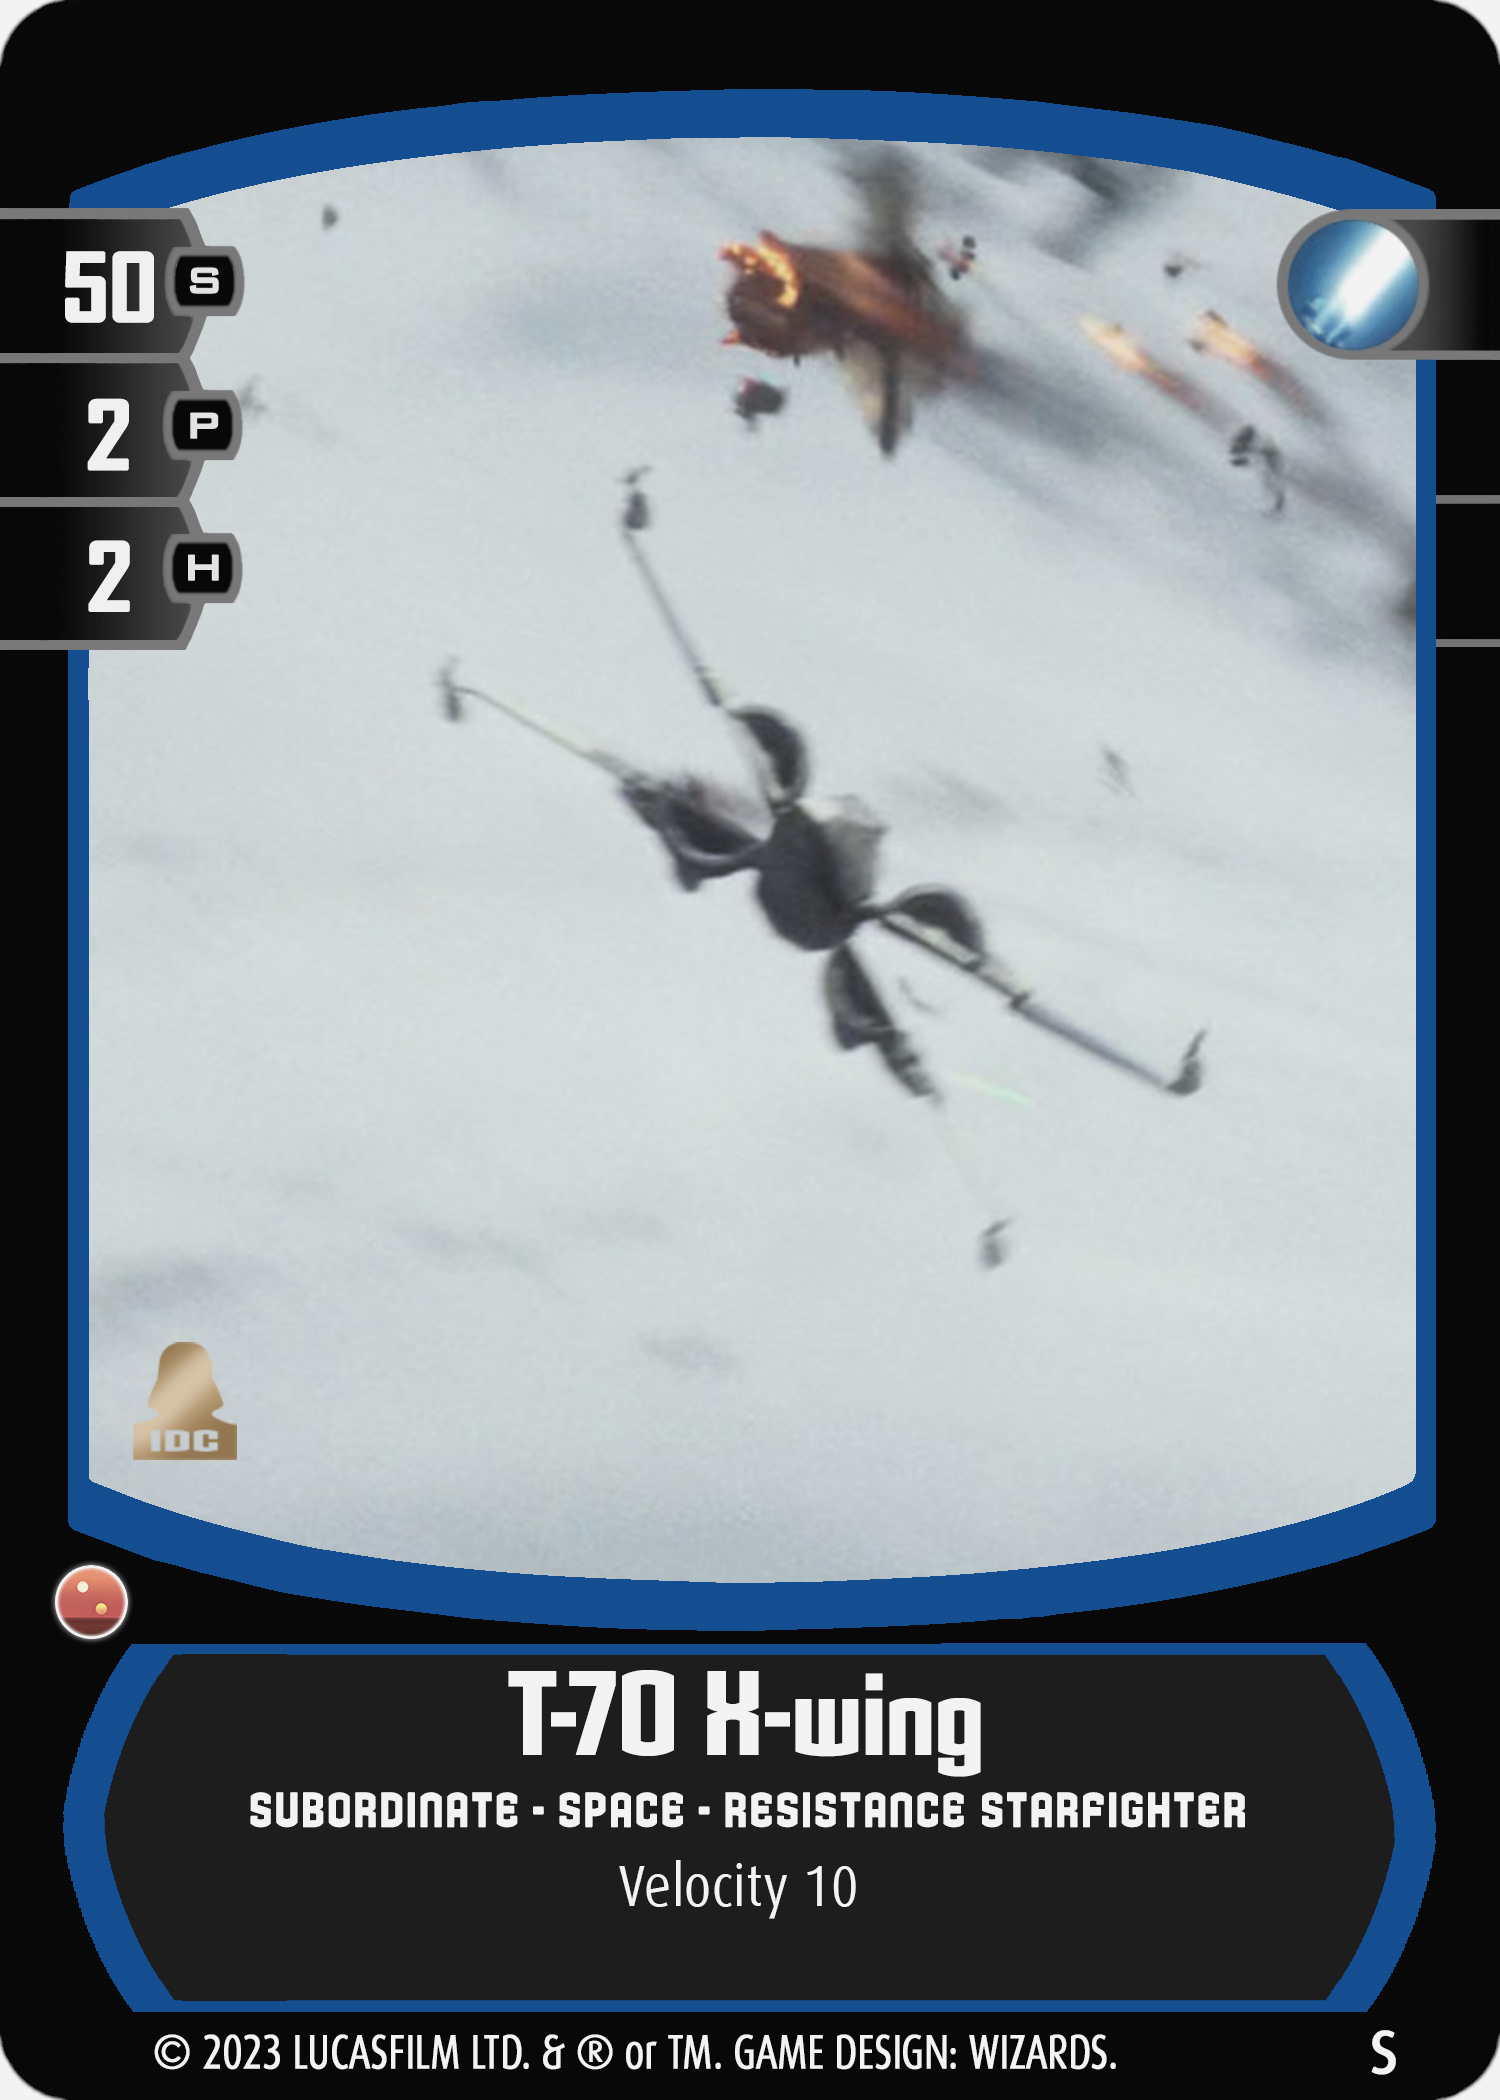 50 S
2 P
2 H
IDC
T-70 X-wing
SUBORDINATE - SPACE - RESISTANCE STARFIGHTER
Velocity 10
© 2023 LUCASFILM LTD. & ® or TM. GAME DESIGN: WIZARDS. S